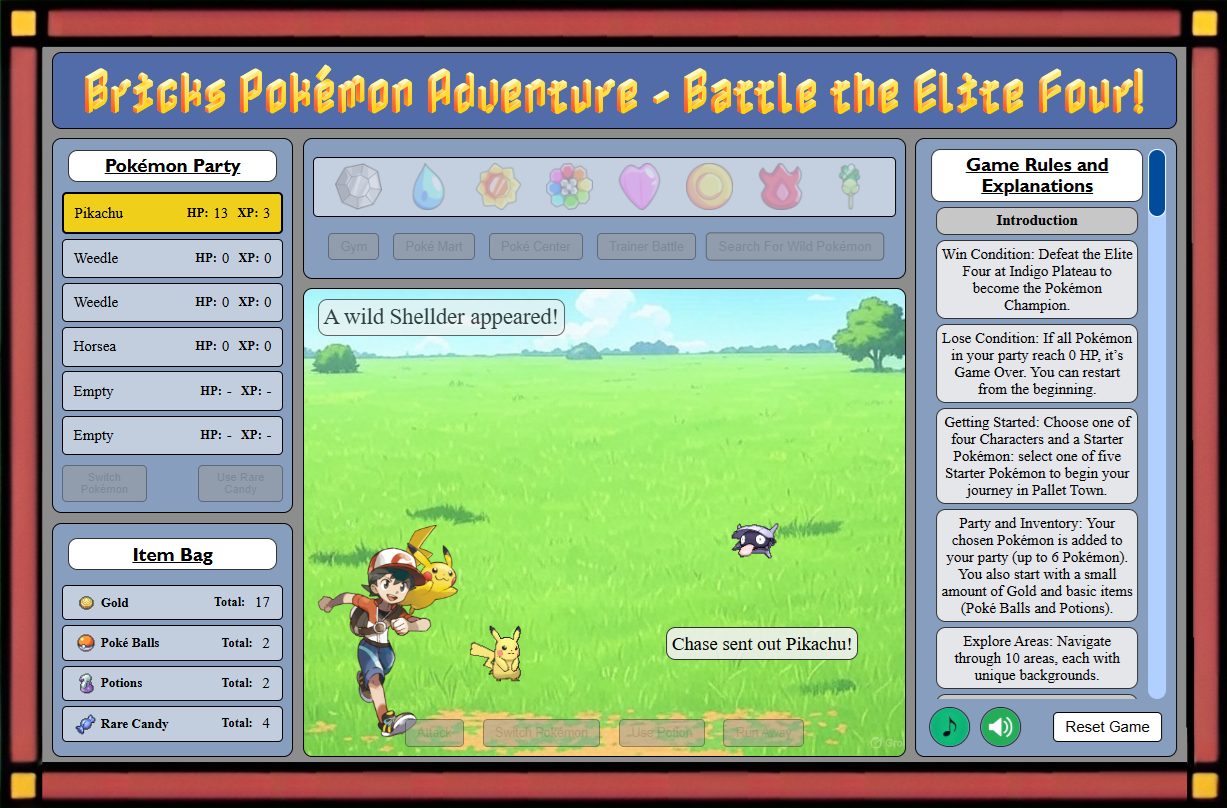 Bricks Pokémon Adventure - Battle the Elite Four!
Pokémon Party
Pikachu HP: 13 XP: 3
Weedle HP: 0 XP: 0
Weedle HP: 0 XP: 0
Horsea HP: 0 XP: 0
Empty HP: - XP: -
Empty HP: - XP: -
Switch
Pokémon
Use Rare
Candy
Item Bag
Gold Total: 17
Poké Balls Total: 2
Potions Total: 2
Rare Candy Total: 4
Gym Poké Mart Poké Center Trainer Battle Search For Wild Pokémon
A wild Shellder appeared!
Chase sent out Pikachu!
Attack Switch Pokémon Use Potion Run Away
Game Rules and
Explanations
Introduction
Win Condition: Defeat the Elite
Four at Indigo Plateau to
become the Pokémon
Champion.
Lose Condition: If all Pokémon
in your party reach 0 HP, it’s
Game Over. You can restart
from the beginning.
Getting Started: Choose one of
four Characters and a Starter
Pokémon: select one of five
Starter Pokémon to begin your
journey in Pallet Town.
Party and Inventory: Your
chosen Pokémon is added to
your party (up to 6 Pokémon).
You also start with a small
amount of Gold and basic items
(Poké Balls and Potions).
Explore Areas: Navigate
through 10 areas, each with
unique backgrounds.
Reset Game